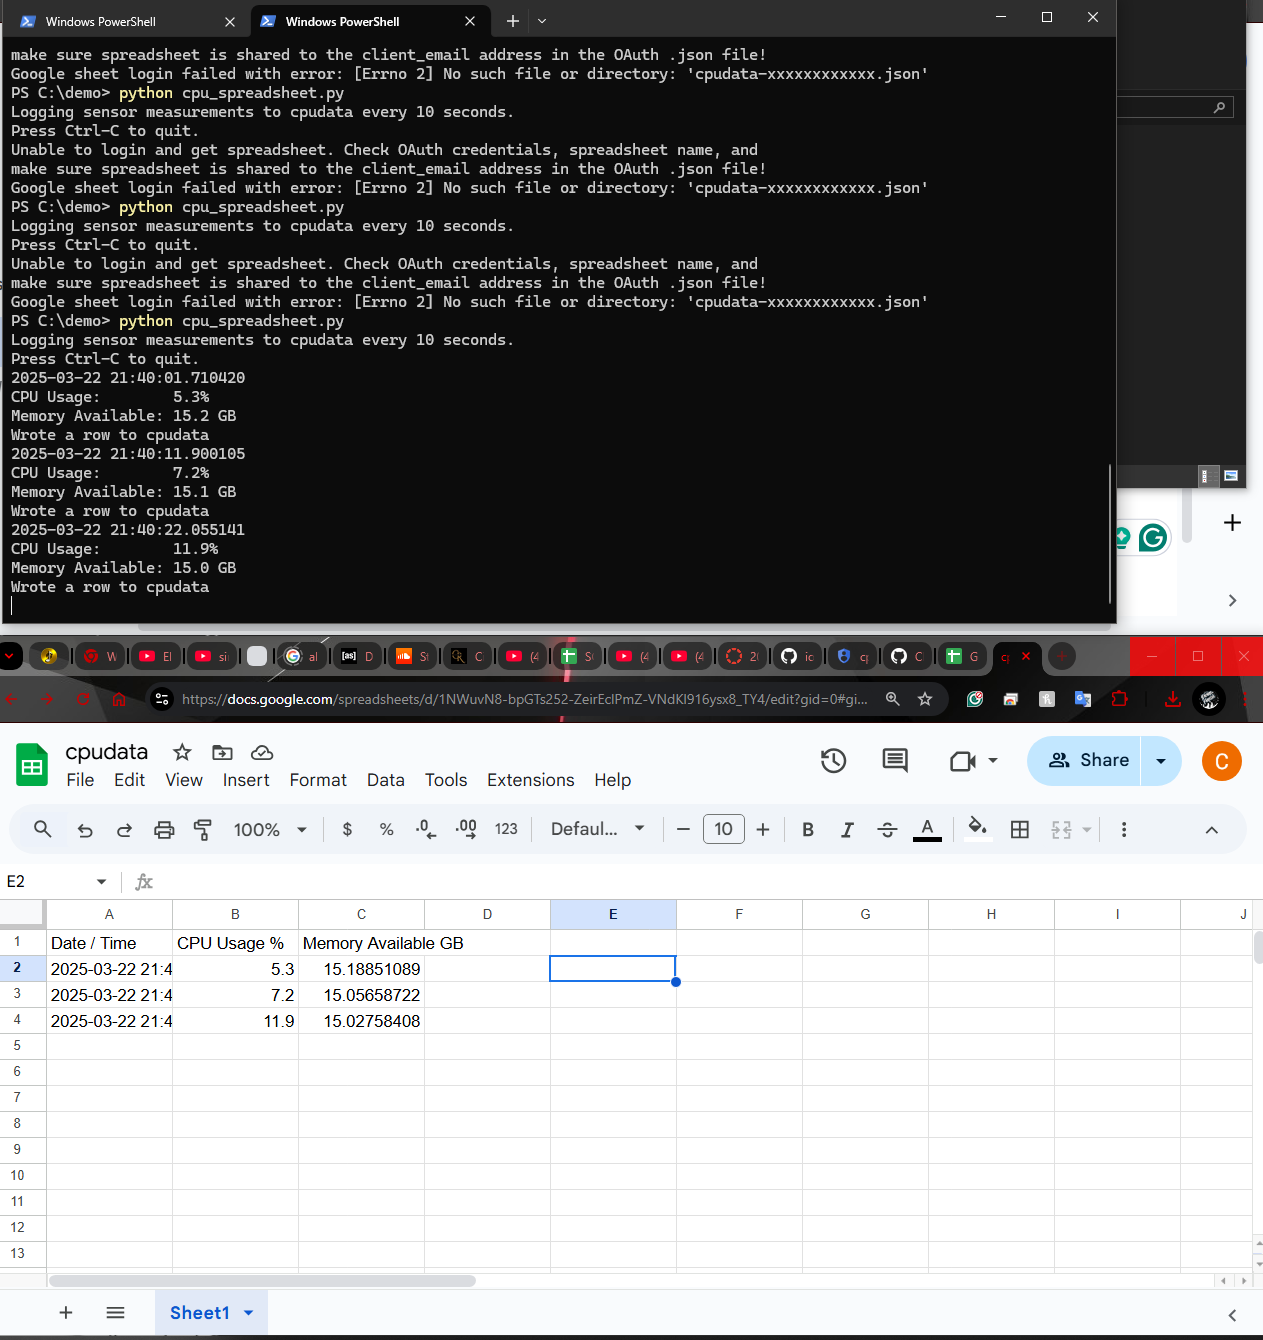 Windows PowerShell
Windows PowerShell
make sure spreadsheet is shared to the client_email address in the OAuth .json file!
Google sheet login failed with error: [Errno 2] No such file or directory: 'cpudata-xxxxxxxxxxxx.json'
PS C:\demo> python cpu_spreadsheet.py
Logging sensor measurements to cpudata every 10 seconds.
Press Ctrl-C to quit.
Unable to login and get spreadsheet. Check OAuth credentials, spreadsheet name, and
make sure spreadsheet is shared to the client_email address in the OAuth .json file!
Google sheet login failed with error: [Errno 2] No such file or directory: 'cpudata-xxxxxxxxxxxx.json'
PS C:\demo> python cpu_spreadsheet.py
Logging sensor measurements to cpudata every 10 seconds.
Press Ctrl-C to quit.
Unable to login and get spreadsheet. Check OAuth credentials, spreadsheet name, and
make sure spreadsheet is shared to the client_email address in the OAuth .json file!
Google sheet login failed with error: [Errno 2] No such file or directory: 'cpudata-xxxxxxxxxxxx.json'
PS C:\demo> python cpu_spreadsheet.py
Logging sensor measurements to cpudata every 10 seconds.
Press Ctrl-C to quit.
2025-03-22 21:40:01.710420
CPU Usage: 5.3%
Memory Available: 15.2 GB
Wrote a row to cpudata
2025-03-22 21:40:11.900105
CPU Usage: 7.2%
Memory Available: 15.1 GB
Wrote a row to cpudata
2025-03-22 21:40:22.055141
CPU Usage: 11.9%
Memory Available: 15.0 GB
Wrote a row to cpudata
W El si al [as] D St C (4 S (4 (4 2( ic cp C G cp
https://docs.google.com/spreadsheets/d/1NWuvN8-bpGTs252-ZeirEclPmZ-VNdKI916ysx8_TY4/edit?gid=0#gi...
cpudata
File Edit View Insert Format Data Tools Extensions Help
Share
C
100% $ % .0 .00 123 Defaul... 10 B I A
E2 fx
A B C D E F G H I J
1 Date / Time CPU Usage % Memory Available GB
2 2025-03-22 21:4 5.3 15.18851089
3 2025-03-22 21:4 7.2 15.05658722
4 2025-03-22 21:4 11.9 15.02758408
5
6
7
8
9
10
11
12
13
Sheet1